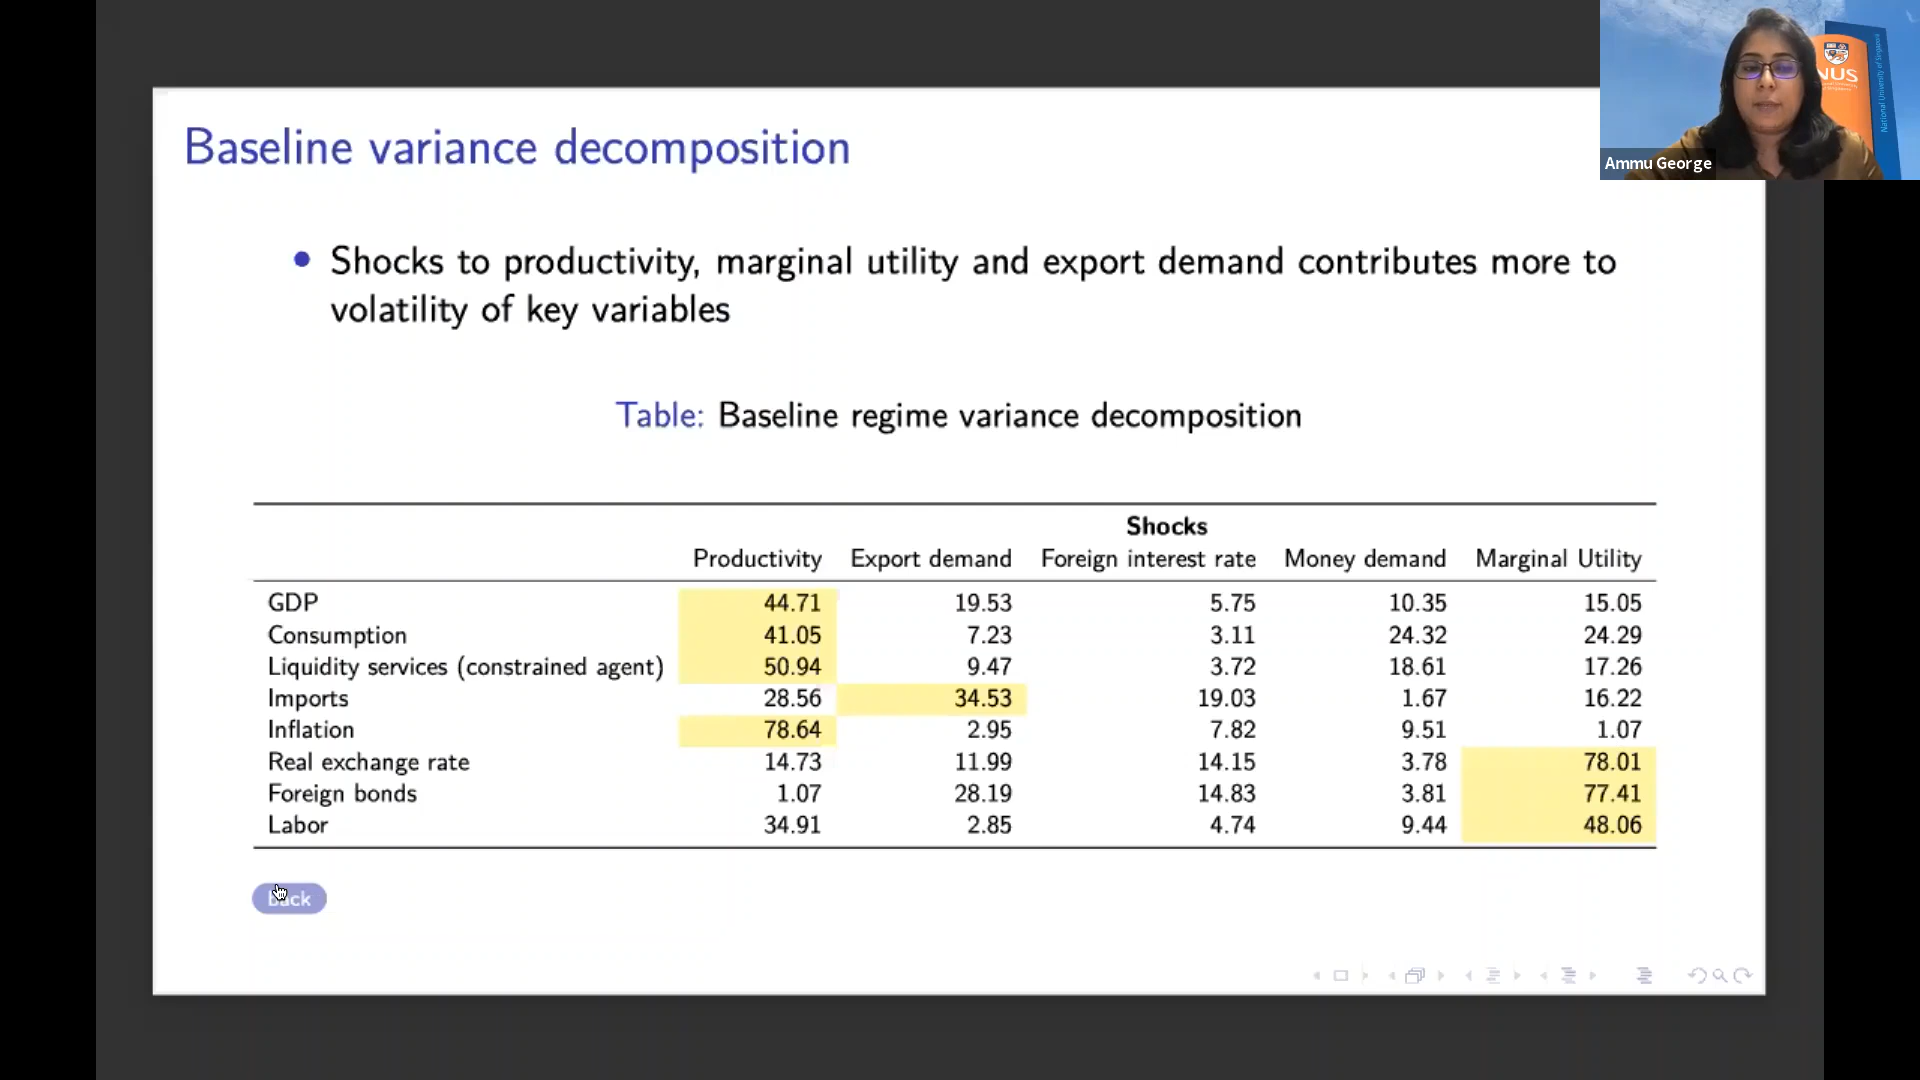 Baseline variance decomposition
NUS
National University of Singapore
Ammu George
• Shocks to productivity, marginal utility and export demand contributes more to
volatility of key variables
Table: Baseline regime variance decomposition
Shocks
Productivity Export demand Foreign interest rate Money demand Marginal Utility
GDP 44.71 19.53 5.75 10.35 15.05
Consumption 41.05 7.23 3.11 24.32 24.29
Liquidity services (constrained agent) 50.94 9.47 3.72 18.61 17.26
Imports 28.56 34.53 19.03 1.67 16.22
Inflation 78.64 2.95 7.82 9.51 1.07
Real exchange rate 14.73 11.99 14.15 3.78 78.01
Foreign bonds 1.07 28.19 14.83 3.81 77.41
Labor 34.91 2.85 4.74 9.44 48.06
Back